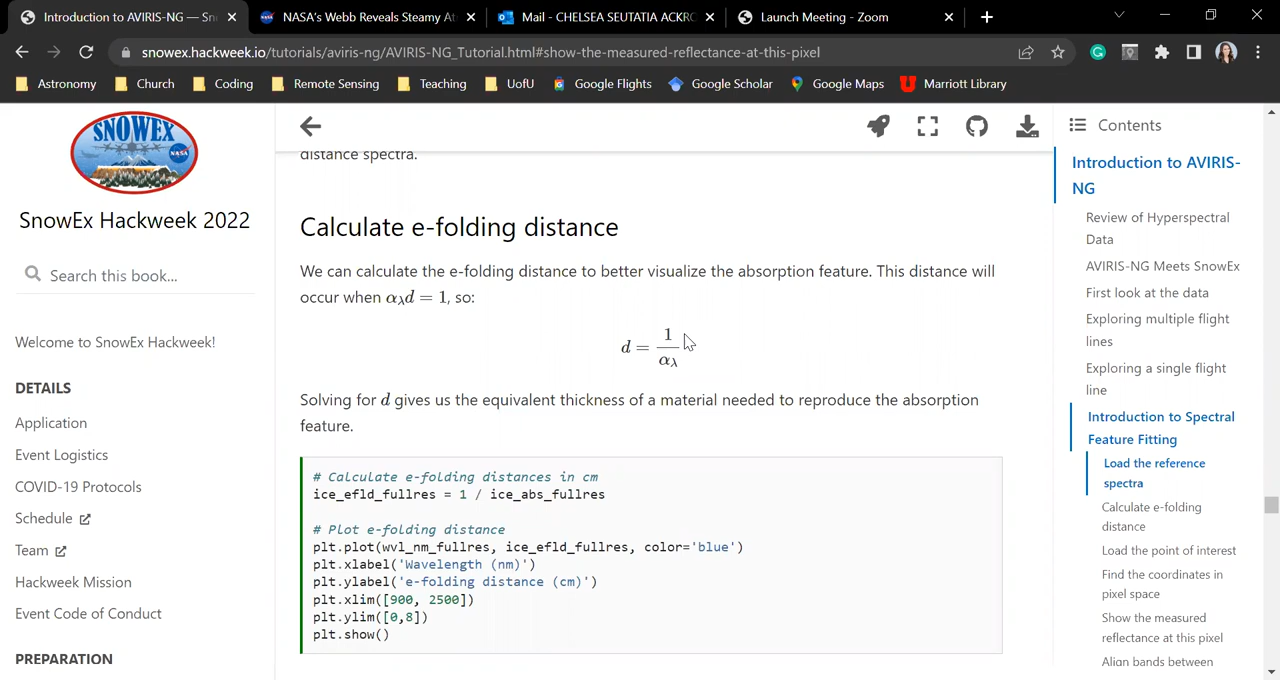 Introduction to AVIRIS-NG — Sn
NASA's Webb Reveals Steamy At
Mail - CHELSEA SEUTATIA ACKRO
Launch Meeting - Zoom
snowex.hackweek.io/tutorials/aviris-ng/AVIRIS-NG_Tutorial.html#show-the-measured-reflectance-at-this-pixel
Astronomy
Church
Coding
Remote Sensing
Teaching
UofU
Google Flights
Google Scholar
Google Maps
Marriott Library
SNOWEX
NASA
SnowEx Hackweek 2022
Search this book...
Welcome to SnowEx Hackweek!
DETAILS
Application
Event Logistics
COVID-19 Protocols
Schedule
Team
Hackweek Mission
Event Code of Conduct
PREPARATION
distance spectra.
Calculate e-folding distance
We can calculate the e-folding distance to better visualize the absorption feature. This distance will
occur when αλd = 1, so:
d = 1/αλ
Solving for d gives us the equivalent thickness of a material needed to reproduce the absorption
feature.
# Calculate e-folding distances in cm
ice_efld_fullres = 1 / ice_abs_fullres
# Plot e-folding distance
plt.plot(wvl_nm_fullres, ice_efld_fullres, color='blue')
plt.xlabel('Wavelength (nm)')
plt.ylabel('e-folding distance (cm)')
plt.xlim([900, 2500])
plt.ylim([0,8])
plt.show()
Contents
Introduction to AVIRIS-
NG
Review of Hyperspectral
Data
AVIRIS-NG Meets SnowEx
First look at the data
Exploring multiple flight
lines
Exploring a single flight
line
Introduction to Spectral
Feature Fitting
Load the reference
spectra
Calculate e-folding
distance
Load the point of interest
Find the coordinates in
pixel space
Show the measured
reflectance at this pixel
Align bands between